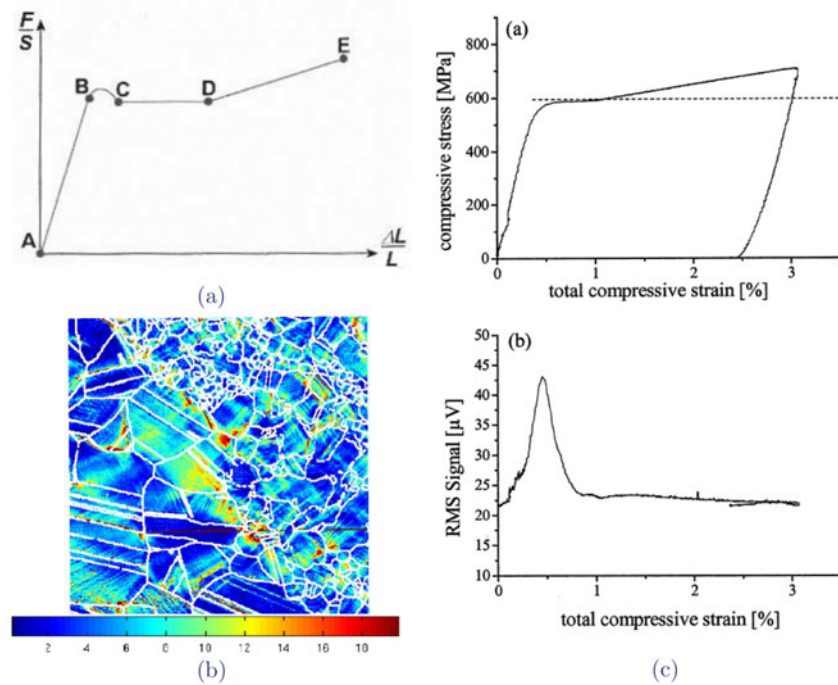 F
S
B
C
D
E
A
ΔL
L
(a)
2 4 6 8 10 12 14 16 18
(b)
(a)
compressive stress [MPa]
800
600
400
200
0
0 1 2 3
total compressive strain [%]
(b)
RMS Signal [µV]
50
45
40
35
30
25
20
15
10
0 1 2 3
total compressive strain [%]
(c)